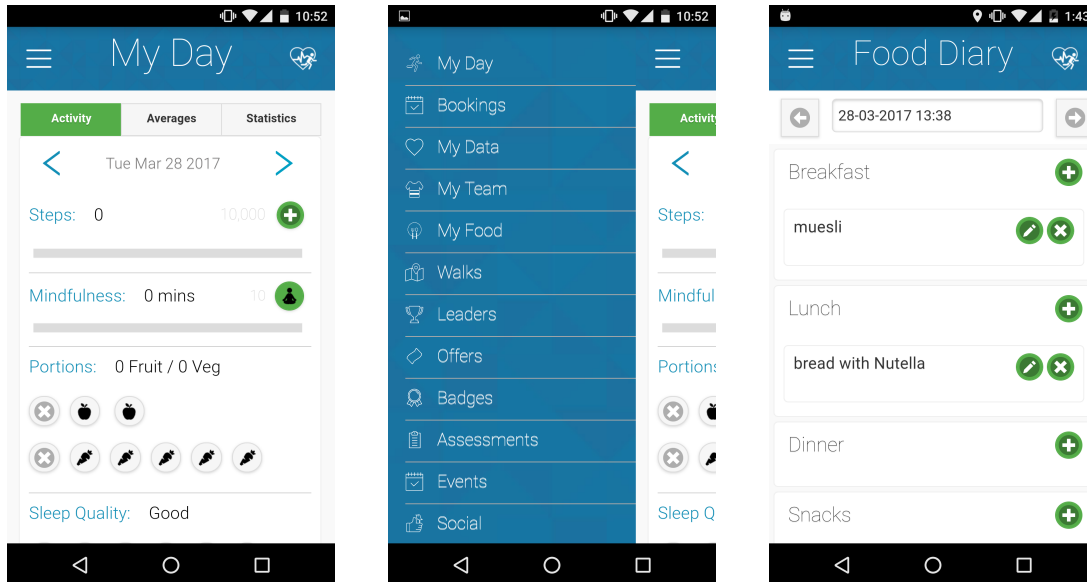 10:52
My Day
Activity Averages Statistics
Tue Mar 28 2017
Steps: 0 10,000
Mindfulness: 0 mins 10
Portions: 0 Fruit / 0 Veg
Sleep Quality: Good
10:52
My Day
Bookings
My Data
My Team
My Food
Walks
Leaders
Offers
Badges
Assessments
Events
Social
Activity
Steps:
Mindful
Portions
Sleep Q
1:43
Food Diary
28-03-2017 13:38
Breakfast
muesli
Lunch
bread with Nutella
Dinner
Snacks